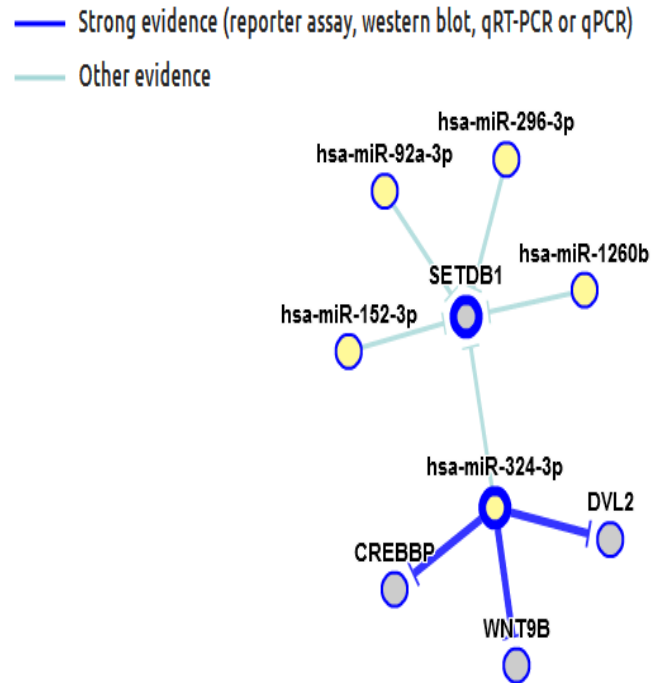 Strong evidence (reporter assay, western blot, qRT-PCR or qPCR)
Other evidence
hsa-miR-296-3p
hsa-miR-92a-3p
hsa-miR-1260b
SETDB1
hsa-miR-152-3p
hsa-miR-324-3p
DVL2
CREBBP
WNT9B